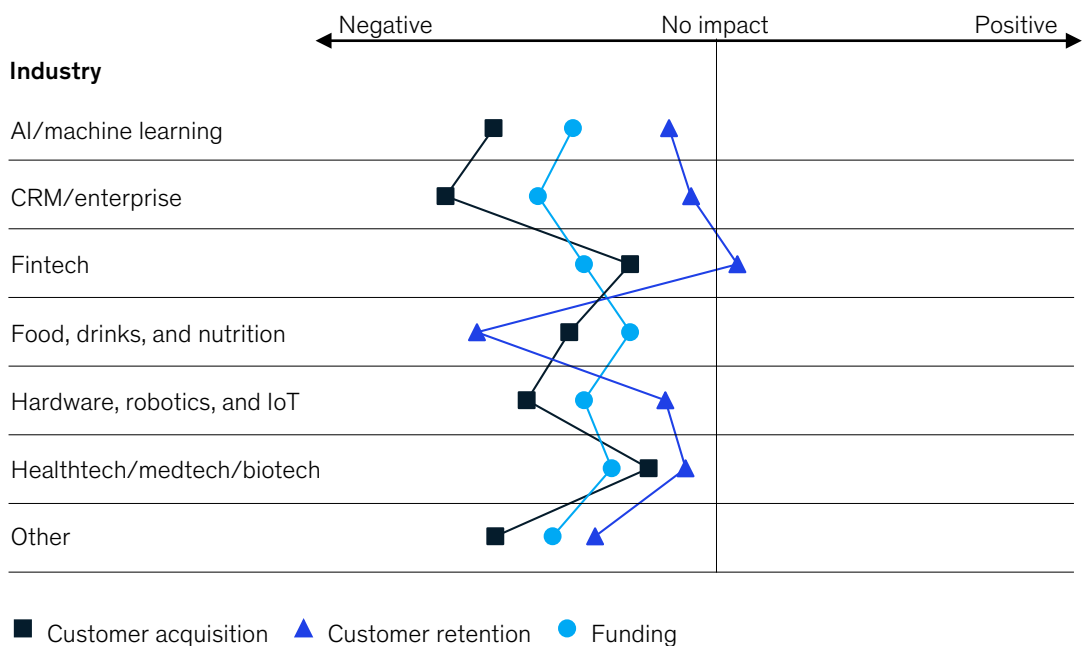 Negative No impact Positive
Industry
AI/machine learning
CRM/enterprise
Fintech
Food, drinks, and nutrition
Hardware, robotics, and IoT
Healthtech/medtech/biotech
Other
Customer acquisition Customer retention Funding